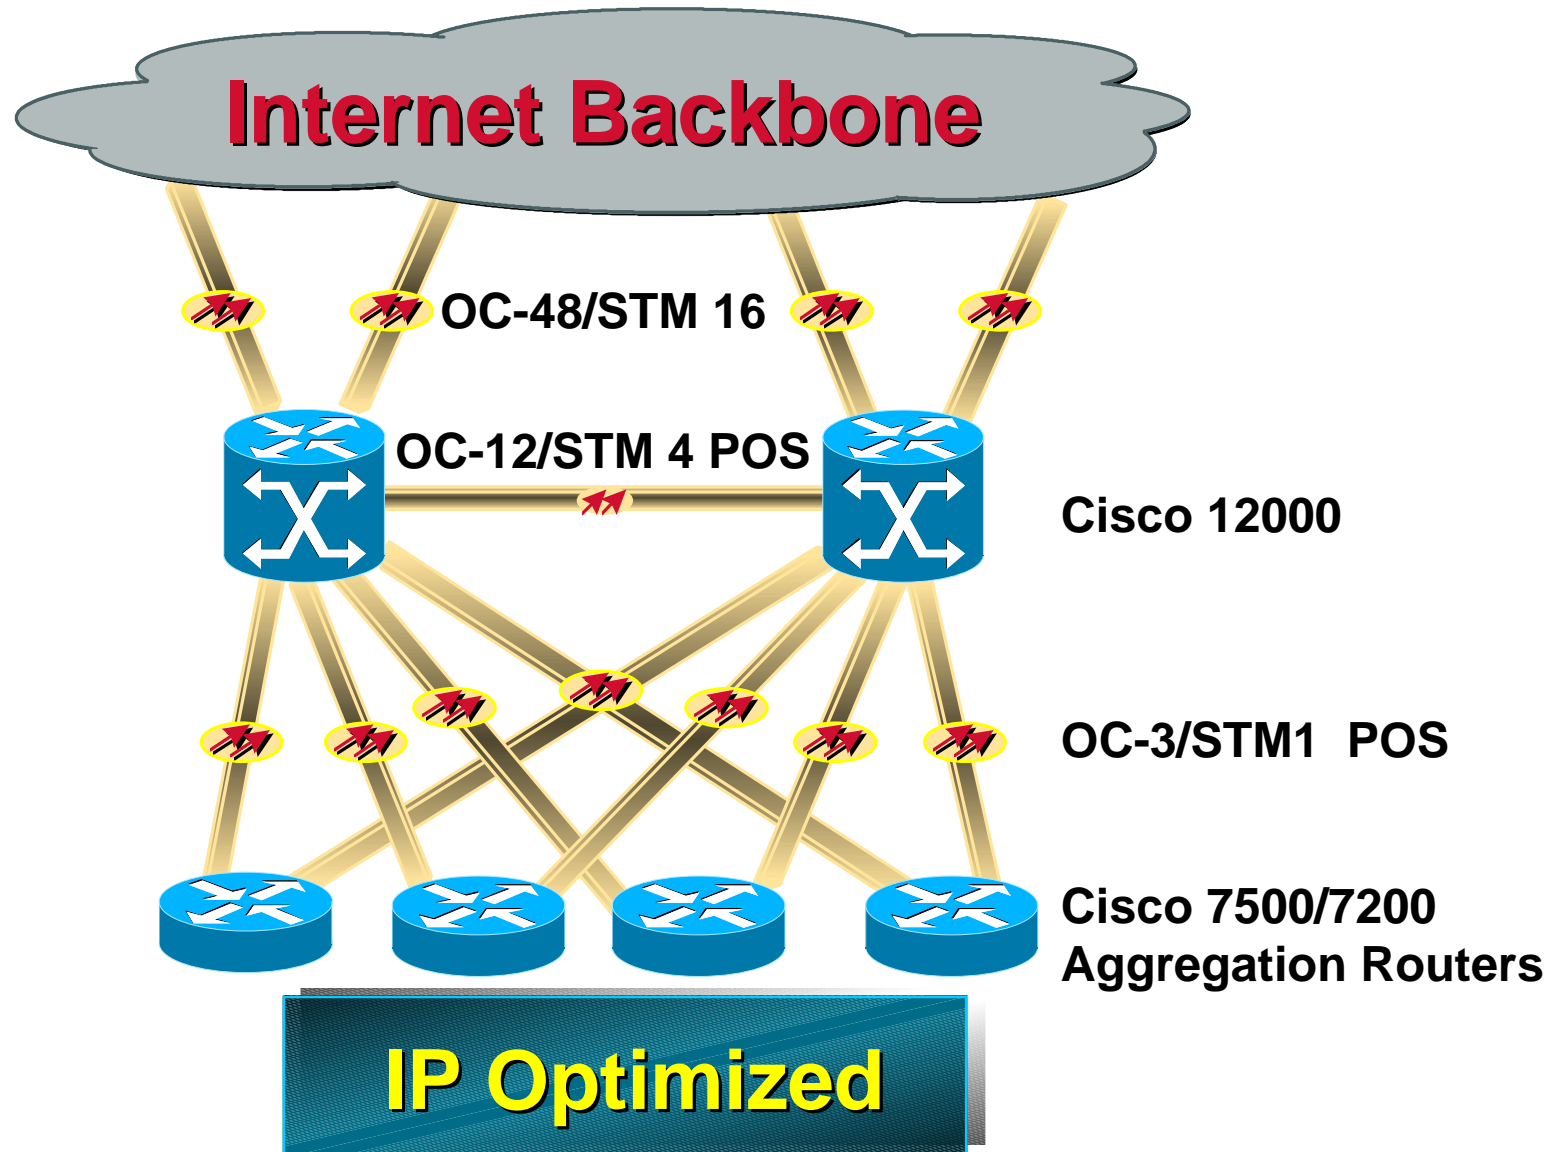 Internet Backbone
OC-48/STM 16
OC-12/STM 4 POS
Cisco 12000
OC-3/STM1 POS
Cisco 7500/7200
Aggregation Routers
IP Optimized